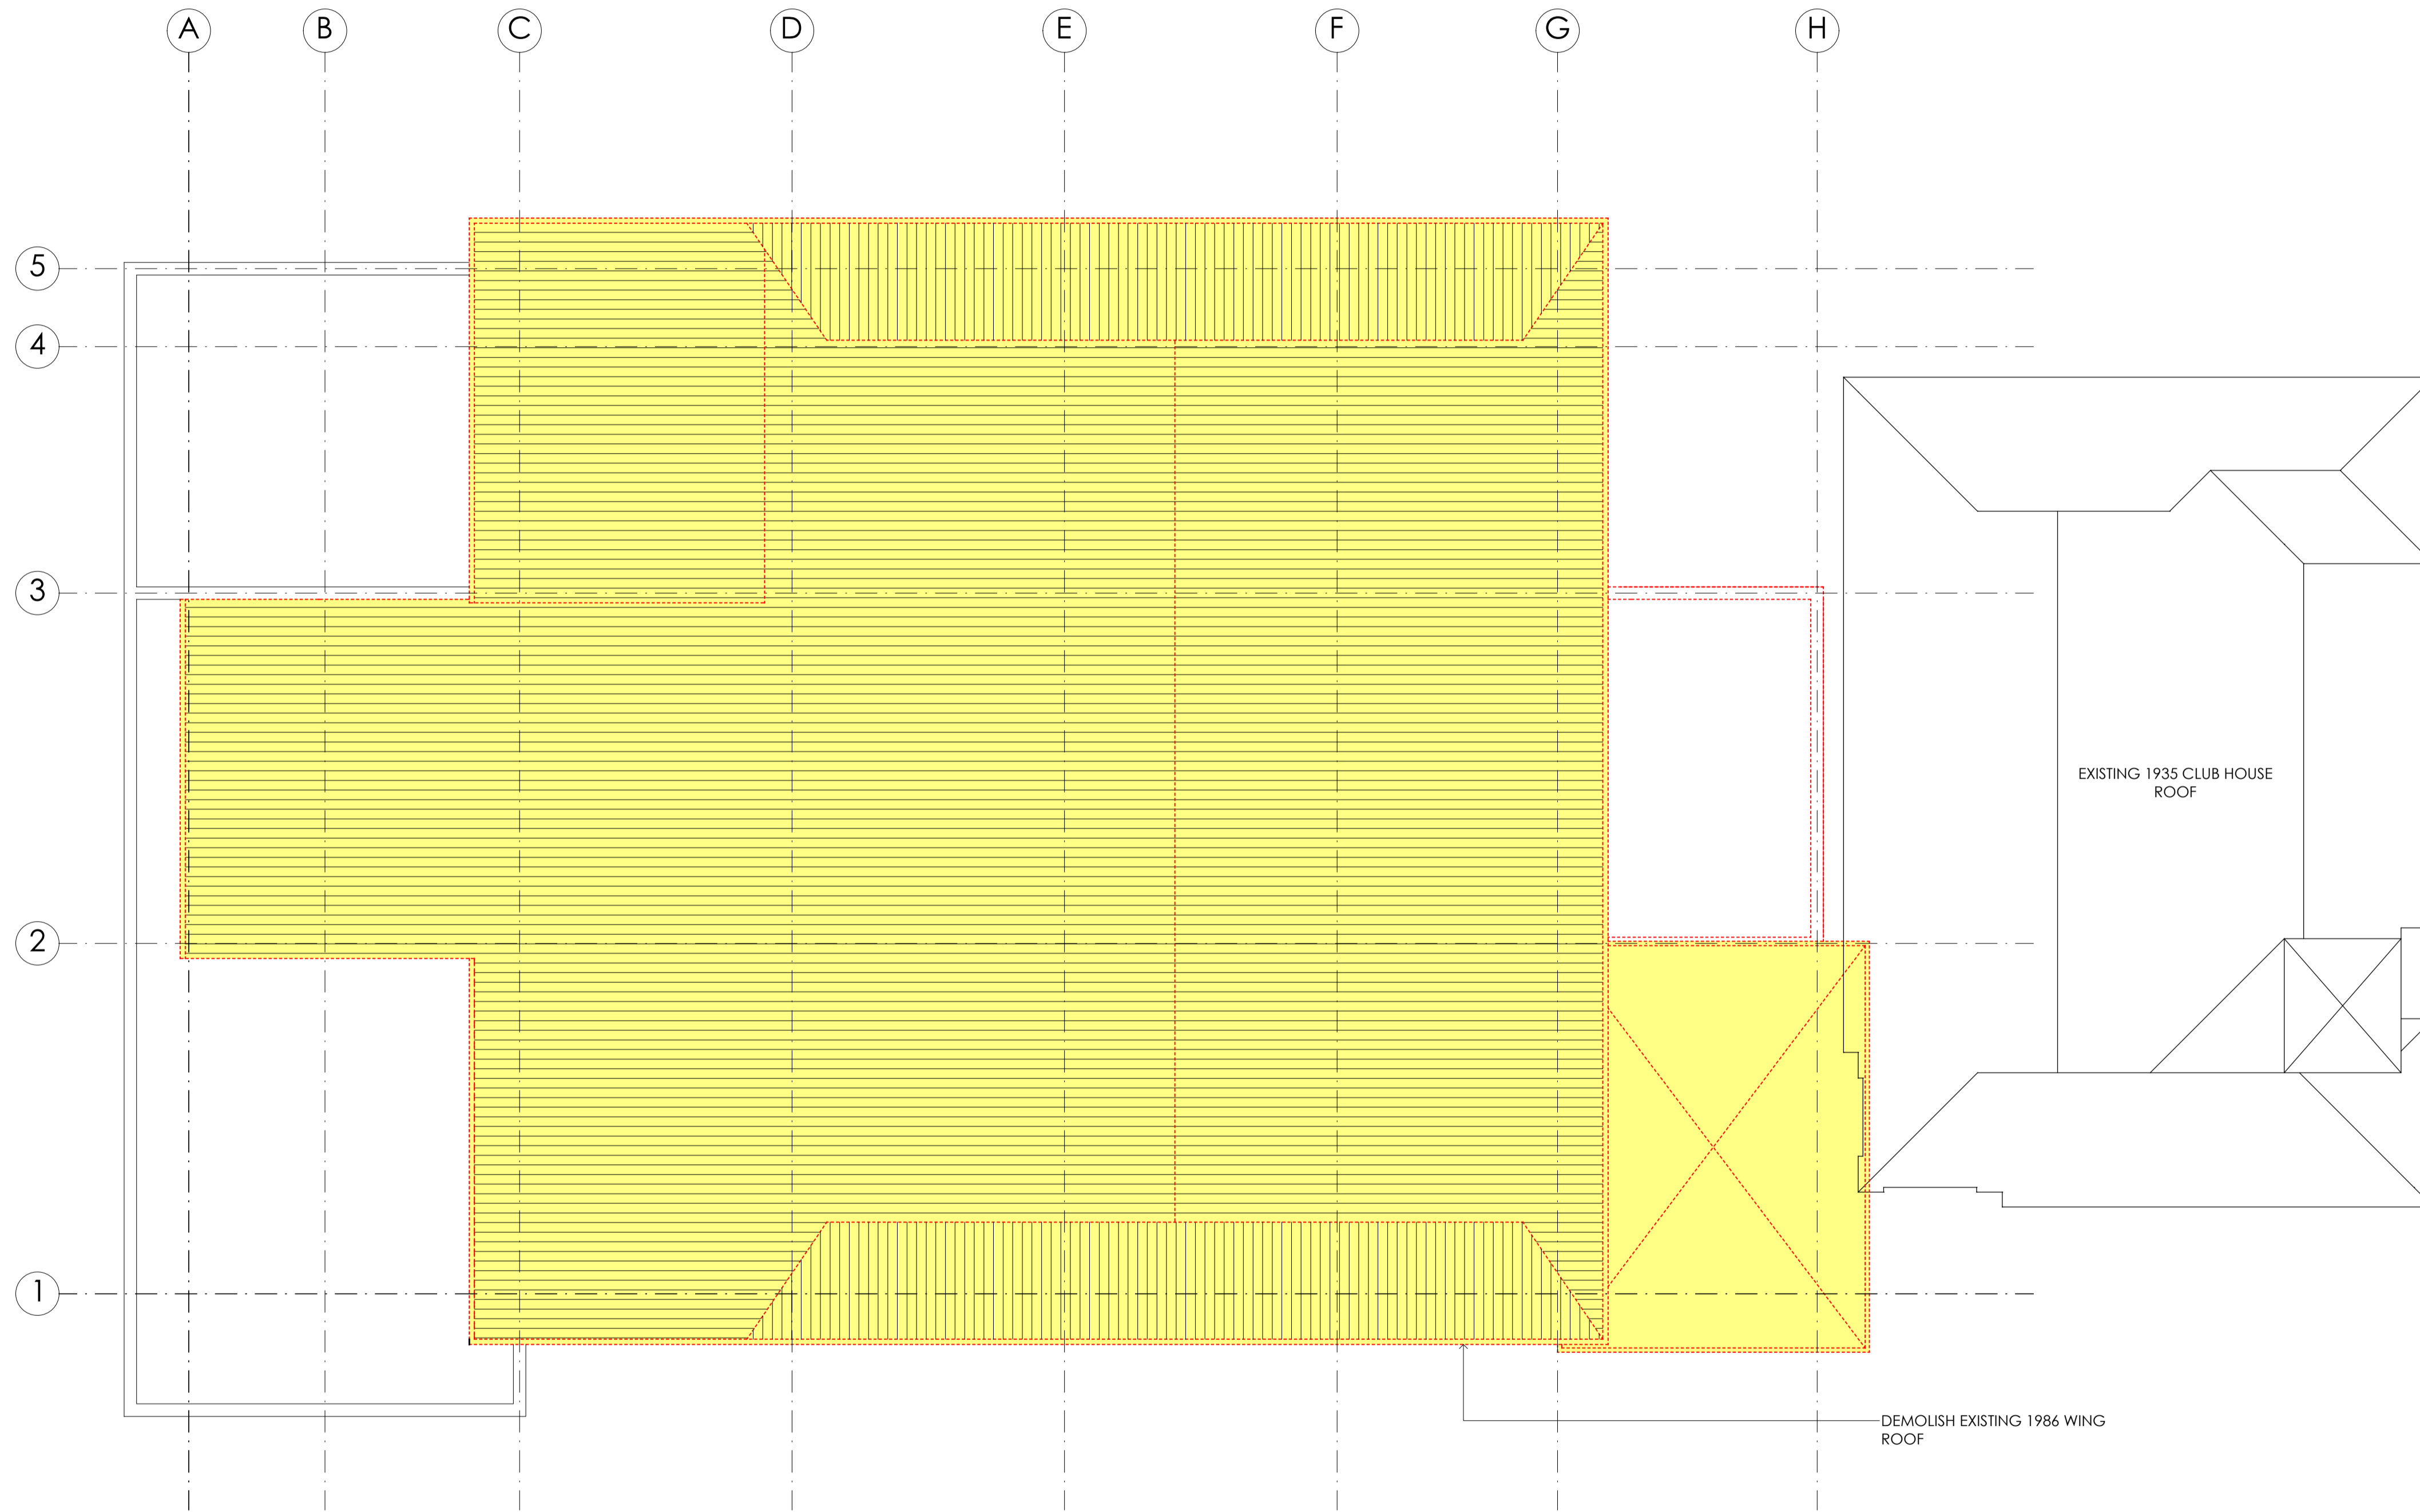 A
B
C
D
E
F
G
H
5
4
3
2
1
EXISTING 1935 CLUB HOUSE
ROOF
DEMOLISH EXISTING 1986 WING
ROOF